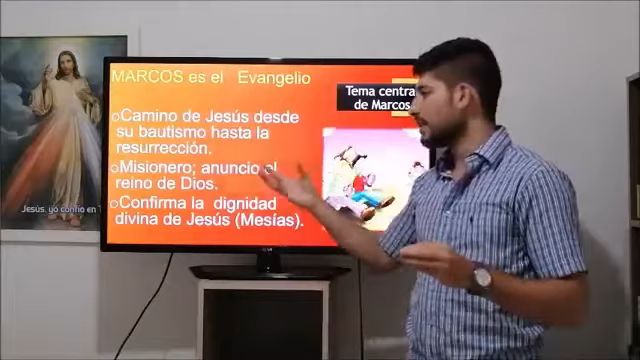 MARCOS es el Evangelio
Camino de Jesús desde
su bautismo hasta la
resurrección.
Misionero; anuncio el
reino de Dios.
Confirma la dignidad
divina de Jesús (Mesías).
Tema centra
de Marcos
Jesús, yo confío en